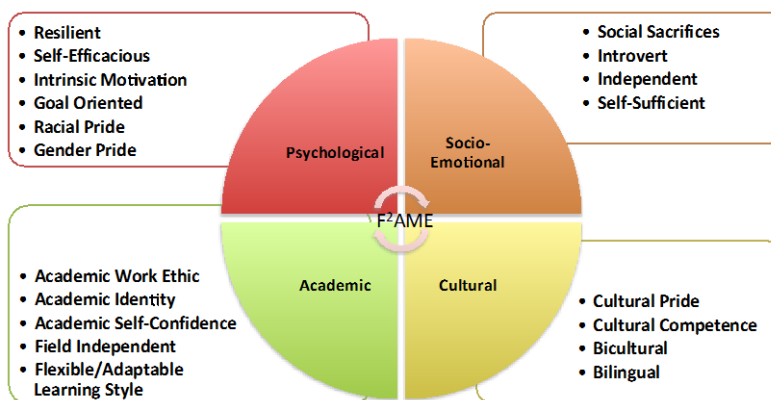 • Resilient
• Self-Efficacious
• Intrinsic Motivation
• Goal Oriented
• Racial Pride
• Gender Pride
• Social Sacrifices
• Introvert
• Independent
• Self-Sufficient
Psychological
Socio-
Emotional
F²AME
Academic
Cultural
• Academic Work Ethic
• Academic Identity
• Academic Self-Confidence
• Field Independent
• Flexible/Adaptable
Learning Style
• Cultural Pride
• Cultural Competence
• Bicultural
• Bilingual